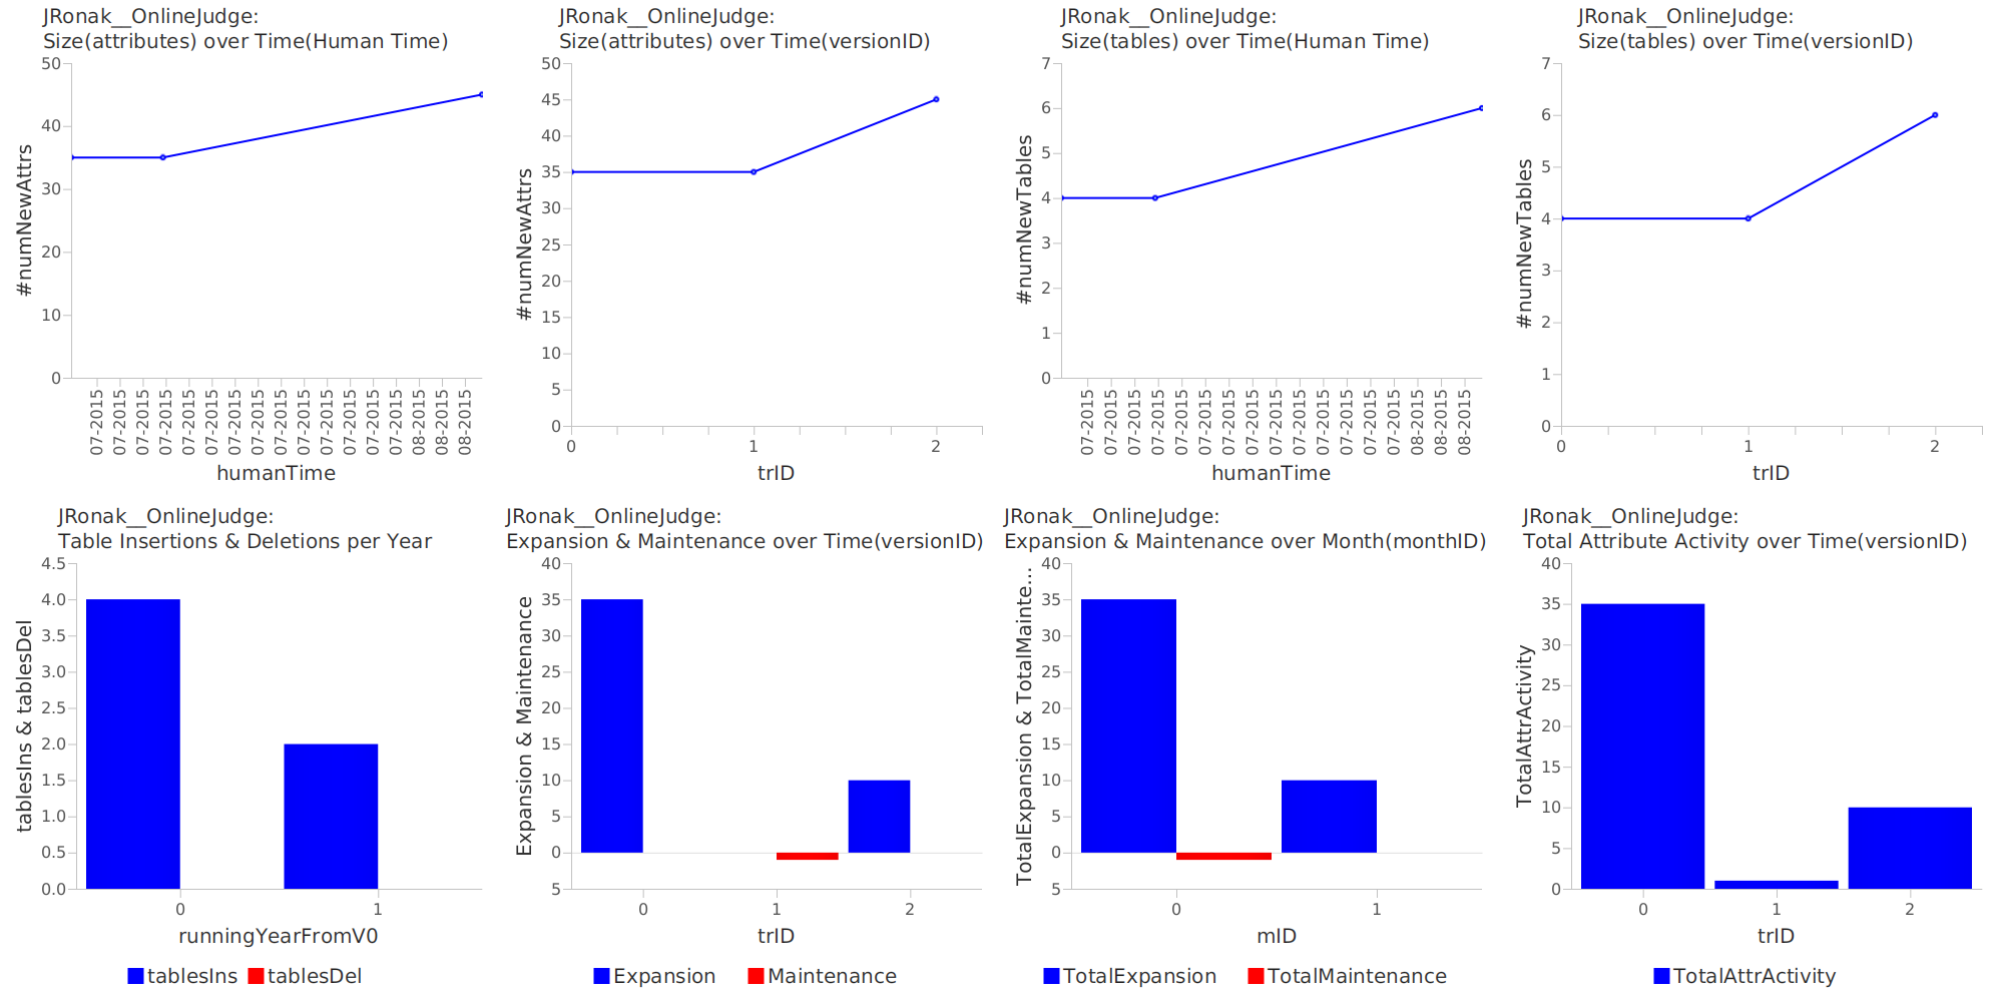 JRonak__OnlineJudge:
Size(attributes) over Time(Human Time)
50
40
30
20
10
0
#numNewAttrs
07-2015 07-2015 07-2015 07-2015 07-2015 07-2015 07-2015 07-2015 07-2015 07-2015 07-2015 07-2015 07-2015 07-2015 08-2015 08-2015 08-2015
humanTime
JRonak__OnlineJudge:
Size(attributes) over Time(versionID)
50
45
40
35
30
25
20
15
10
5
0
#numNewAttrs
0 1 2
trID
JRonak__OnlineJudge:
Size(tables) over Time(Human Time)
7
6
5
4
3
2
1
0
#numNewTables
07-2015 07-2015 07-2015 07-2015 07-2015 07-2015 07-2015 07-2015 07-2015 07-2015 07-2015 07-2015 07-2015 07-2015 08-2015 08-2015 08-2015
humanTime
JRonak__OnlineJudge:
Size(tables) over Time(versionID)
7
6
5
4
3
2
1
0
#numNewTables
0 1 2
trID
JRonak__OnlineJudge:
Table Insertions & Deletions per Year
4.5
4.0
3.5
3.0
2.5
2.0
1.5
1.0
0.5
0.0
tablesIns & tablesDel
0 1
runningYearFromV0
tablesIns tablesDel
JRonak__OnlineJudge:
Expansion & Maintenance over Time(versionID)
40
35
30
25
20
15
10
5
0
5
Expansion & Maintenance
0 1 2
trID
Expansion Maintenance
JRonak__OnlineJudge:
Expansion & Maintenance over Month(monthID)
40
35
30
25
20
15
10
5
0
5
TotalExpansion & TotalMainte...
0 1
mID
TotalExpansion TotalMaintenance
JRonak__OnlineJudge:
Total Attribute Activity over Time(versionID)
40
35
30
25
20
15
10
5
0
TotalAttrActivity
0 1 2
trID
TotalAttrActivity